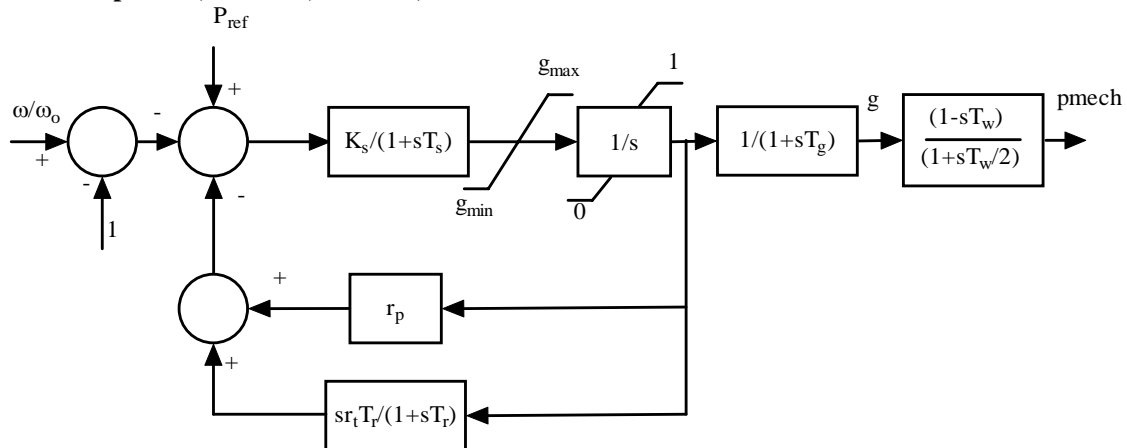 P_ref
+
ω/ω_o
+
-
-
1
-
K_s/(1+sT_s)
g_max
g_min
1/s
1
0
1/(1+sT_g)
g
(1-sT_w)
(1+sT_w/2)
pmech
+
r_p
+
sr_tT_r/(1+sT_r)